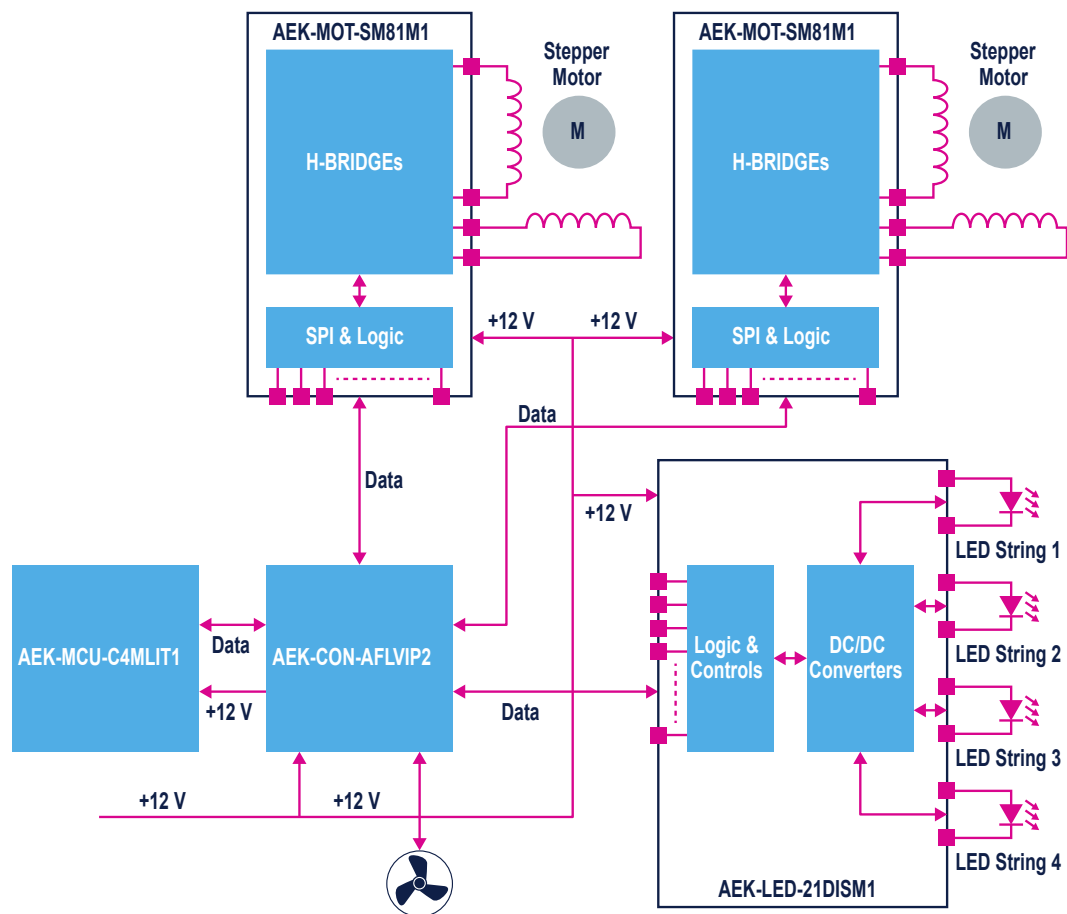 AEK-MOT-SM81M1
Stepper
Motor
M
H-BRIDGEs
SPI & Logic
AEK-MOT-SM81M1
Stepper
Motor
M
H-BRIDGEs
SPI & Logic
+12 V
+12 V
Data
Data
+12 V
AEK-MCU-C4MLIT1
Data
+12 V
AEK-CON-AFLVIP2
Data
+12 V
+12 V
Logic &
Controls
DC/DC
Converters
LED String 1
LED String 2
LED String 3
LED String 4
AEK-LED-21DISM1